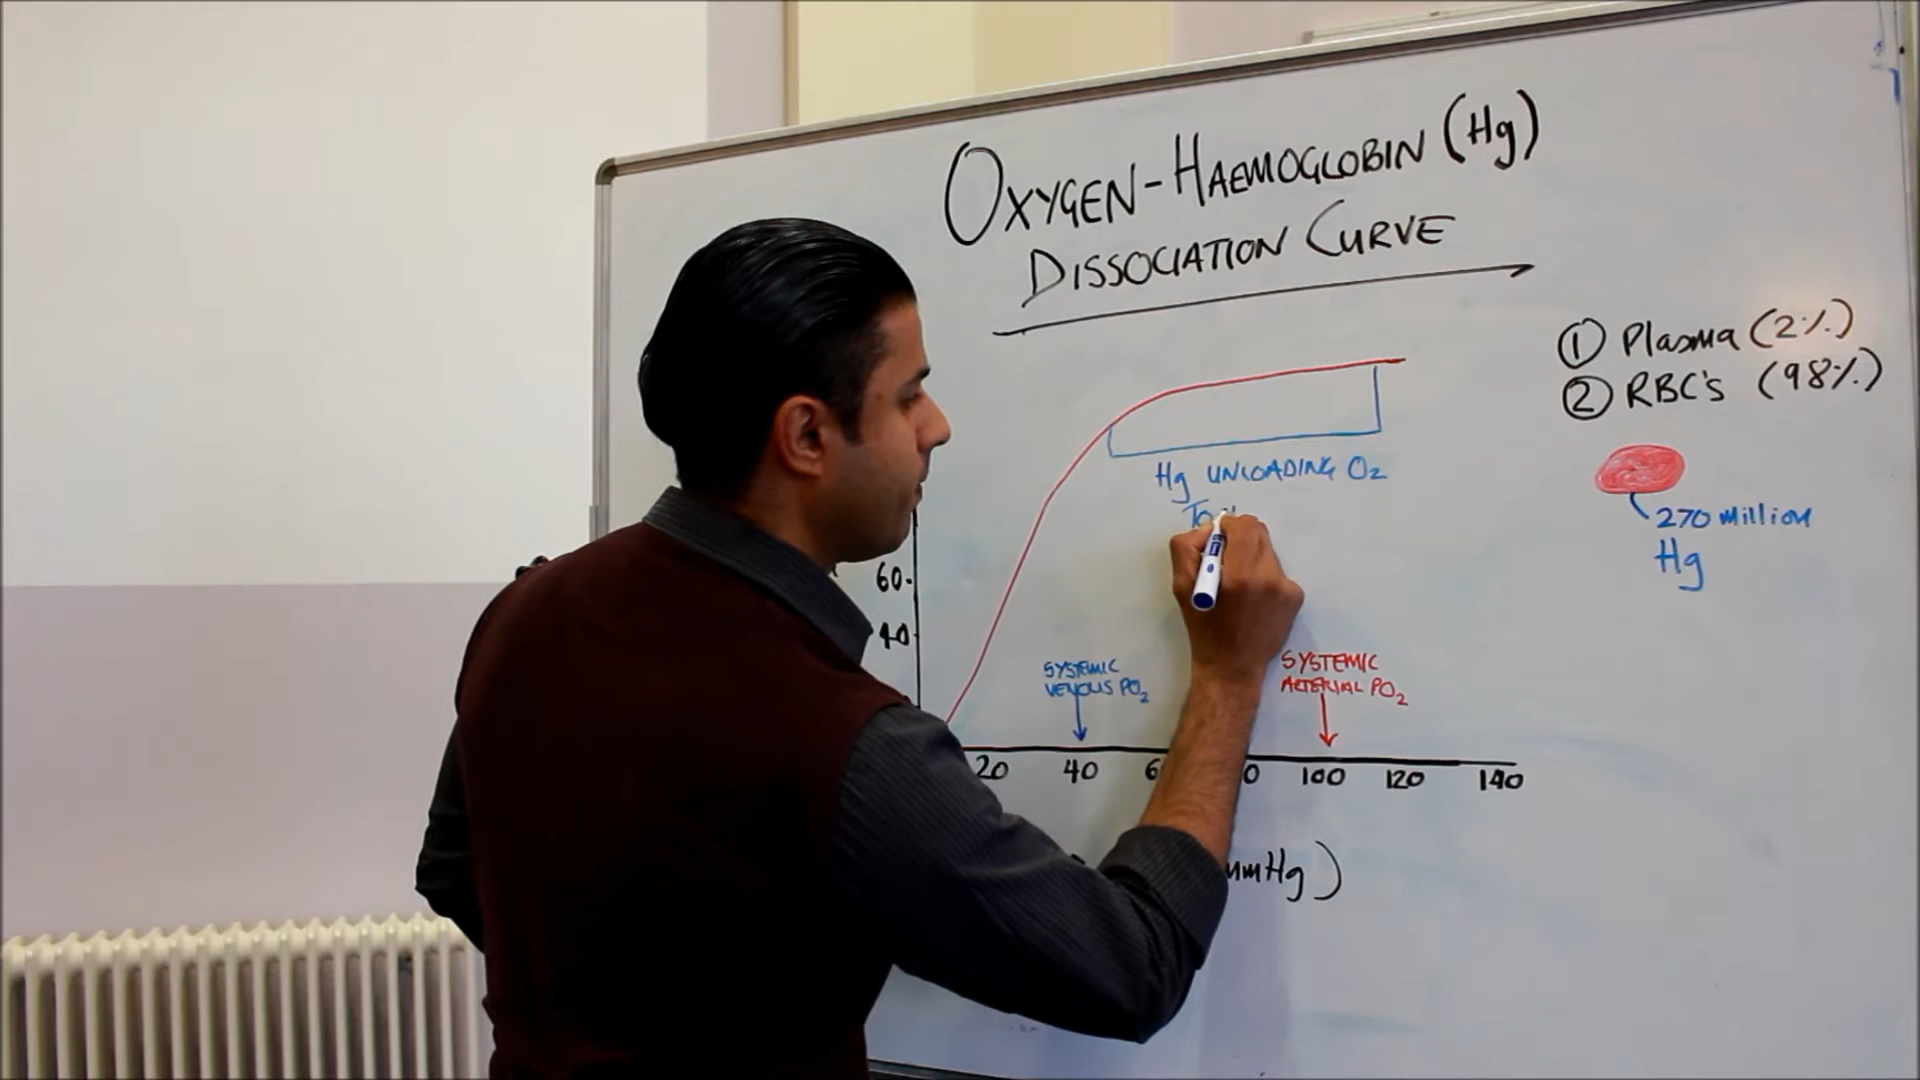 OXYGEN-HAEMOGLOBIN (Hg)
DISSOCIATION CURVE
① Plasma (2%)
② RBC's (98%)
270 million
Hg
Hg UNLOADING O2
To
60
40
SYSTEMIC
VENOUS PO2
SYSTEMIC
ARTERIAL PO2
20 40 100 120 140
mmHg)